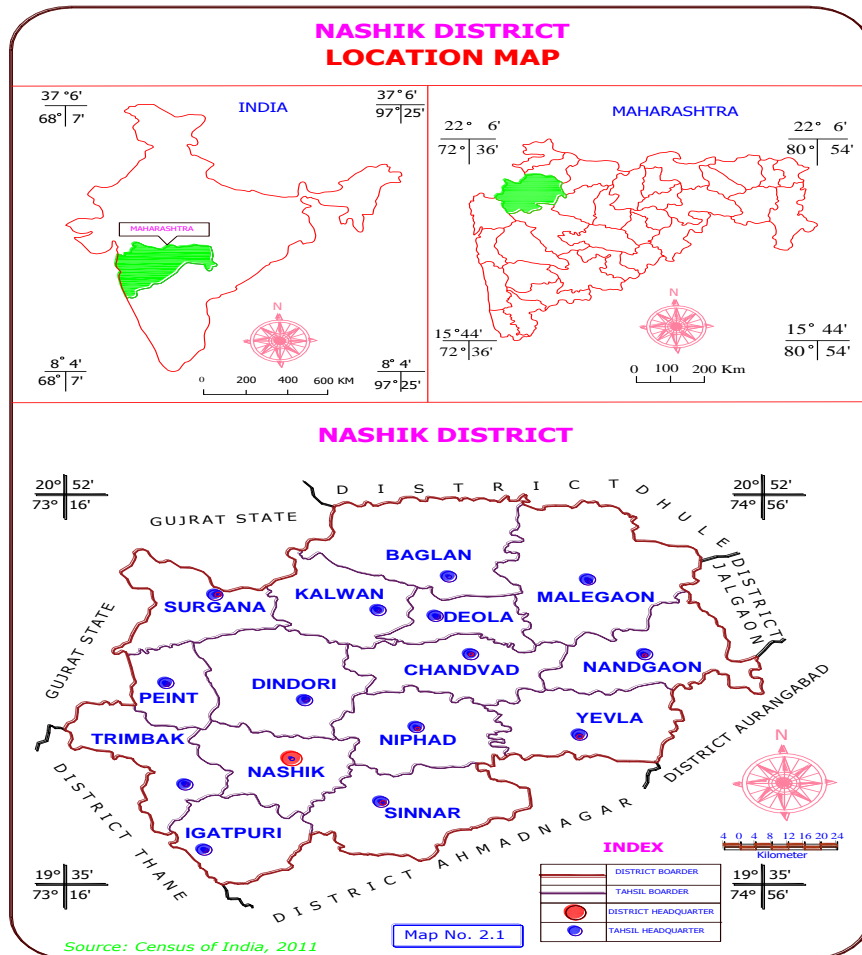 NASHIK DISTRICT
LOCATION MAP
37° 6'
68° 7'
INDIA
37° 6'
97° 25'
MAHARASHTRA
N
8° 4'
68° 7'
8° 4'
97° 25'
0 200 400 600 KM
MAHARASHTRA
22° 6'
72° 36'
22° 6'
80° 54'
N
15° 44'
72° 36'
15° 44'
80° 54'
0 100 200 Km
NASHIK DISTRICT
20° 52'
73° 16'
20° 52'
74° 56'
GUJRAT STATE
DISTRICT DHULE
DISTRICT JALGAON
BAGLAN
SURGANA
KALWAN
DEOLA
MALEGAON
GUJRAT STATE
CHANDVAD
NANDGAON
PEINT
DINDORI
YEVLA
DISTRICT AURANGABAD
TRIMBAK
NIPHAD
NASHIK
N
SINNAR
IGATPURI
DISTRICT THANE
DISTRICT AHMADNAGAR
4 0 4 8 12 16 20 24
Kilometer
INDEX
DISTRICT BOARDER
TAHSIL BOARDER
DISTRICT HEADQUARTER
TAHSIL HEADQUARTER
19° 35'
73° 16'
19° 35'
74° 56'
Map No. 2.1
Source: Census of India, 2011